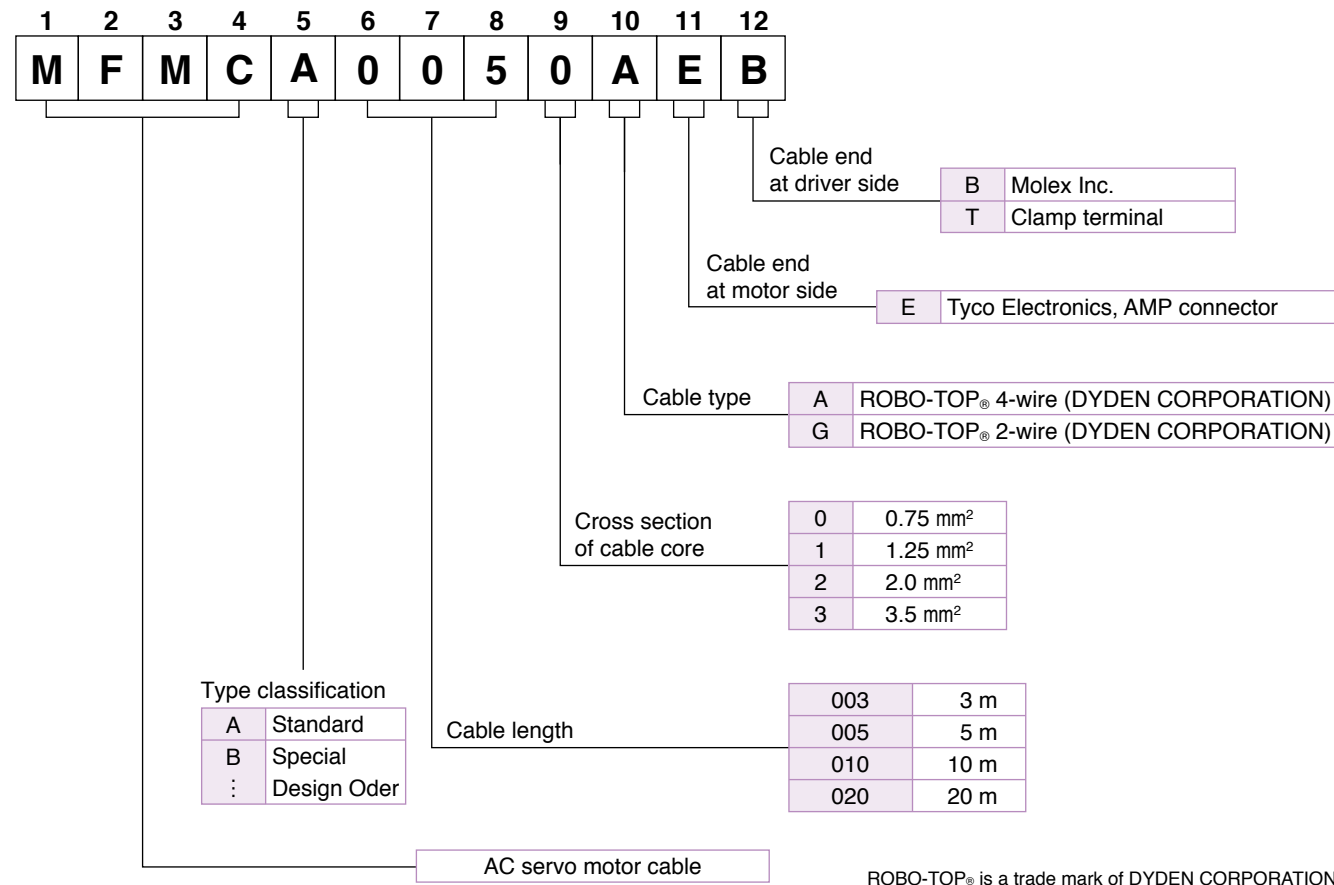 1 2 3 4 5 6 7 8 9 10 11 12
M F M C A 0 0 5 0 A E B
Cable end
at driver side
B Molex Inc.
T Clamp terminal
Cable end
at motor side
E Tyco Electronics, AMP connector
Cable type
A ROBO-TOP® 4-wire (DYDEN CORPORATION)
G ROBO-TOP® 2-wire (DYDEN CORPORATION)
Cross section
of cable core
0 0.75 mm²
1 1.25 mm²
2 2.0 mm²
3 3.5 mm²
Type classification
A Standard
B Special
⋮ Design Oder
Cable length
003 3 m
005 5 m
010 10 m
020 20 m
AC servo motor cable
ROBO-TOP® is a trade mark of DYDEN CORPORATION